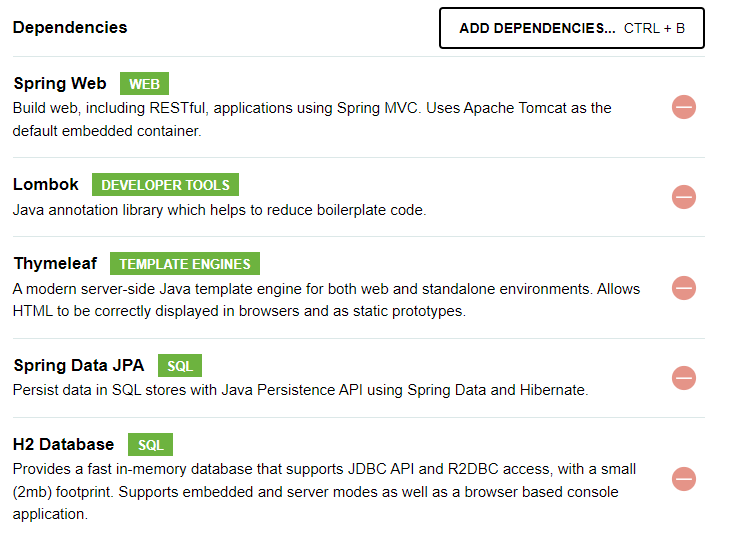 Dependencies
ADD DEPENDENCIES... CTRL + B
Spring Web WEB
Build web, including RESTful, applications using Spring MVC. Uses Apache Tomcat as the
default embedded container.
Lombok DEVELOPER TOOLS
Java annotation library which helps to reduce boilerplate code.
Thymeleaf TEMPLATE ENGINES
A modern server-side Java template engine for both web and standalone environments. Allows
HTML to be correctly displayed in browsers and as static prototypes.
Spring Data JPA SQL
Persist data in SQL stores with Java Persistence API using Spring Data and Hibernate.
H2 Database SQL
Provides a fast in-memory database that supports JDBC API and R2DBC access, with a small
(2mb) footprint. Supports embedded and server modes as well as a browser based console
application.